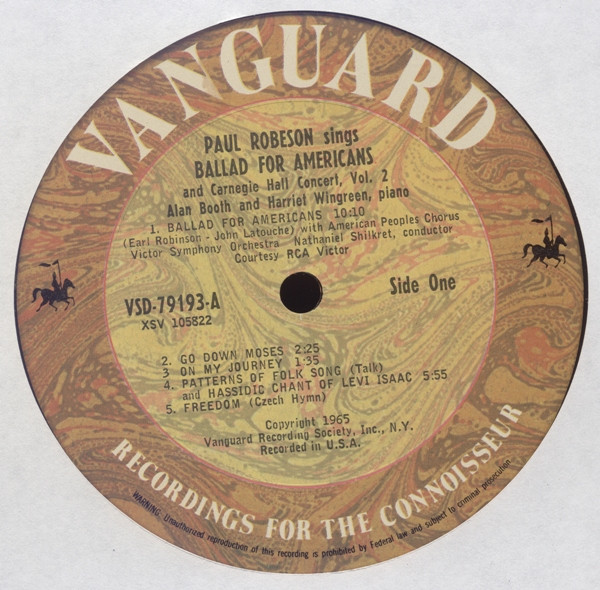 VANGUARD
PAUL ROBESON sings
BALLAD FOR AMERICANS
and Carnegie Hall Concert, Vol. 2
Alan Booth and Harriet Wingreen, piano
1. BALLAD FOR AMERICANS 10:10
(Earl Robinson - John Latouche) with American Peoples Chorus
Victor Symphony Orchestra Nathaniel Shilkret, conductor
Courtesy RCA Victor
VSD-79193-A
Side One
XSV 105822
2. GO DOWN MOSES 2:25
3 ON MY JOURNEY 1:35
4. PATTERNS OF FOLK SONG (Talk)
and HASSIDIC CHANT OF LEVI ISAAC 5:55
5. FREEDOM (Czech Hymn)
Copyright 1965
Vanguard Recording Society, Inc., N.Y.
Recorded in U.S.A.
RECORDINGS FOR THE CONNOISSEUR
WARNING: Unauthorized reproduction of this recording is prohibited by Federal law and subject to criminal prosecution.